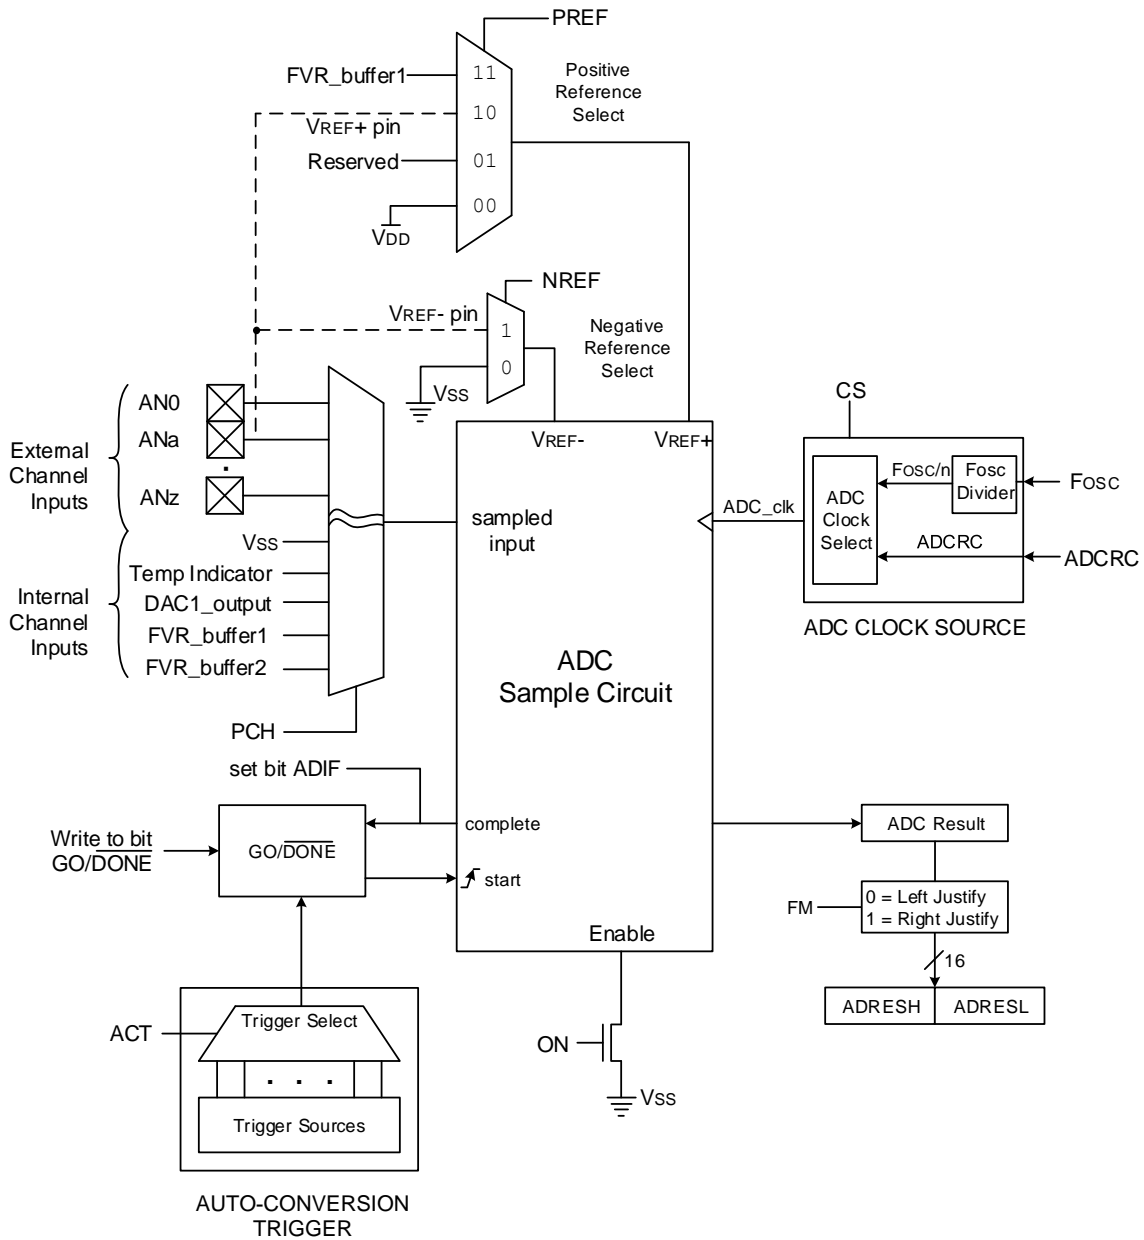 PREF
FVR_buffer1
11
Positive
Reference
Select
10
VREF+ pin
Reserved
01
00
VDD
NREF
VREF- pin
1
Negative
Reference
Select
0
VSS
External
Channel
Inputs
AN0
ANa
.
ANz
VREF-
VREF+
CS
sampled
input
ADC_clk
ADC
Clock
Select
FOSC/n
Fosc
Divider
FOSC
ADCRC
ADCRC
ADC CLOCK SOURCE
Internal
Channel
Inputs
VSS
Temp Indicator
DAC1_output
FVR_buffer1
FVR_buffer2
ADC
Sample Circuit
PCH
set bit ADIF
Write to bit
GO/DONE
GO/DONE
complete
start
ADC Result
FM
0 = Left Justify
1 = Right Justify
16
ADRESH
ADRESL
Enable
ON
VSS
ACT
Trigger Select
. . .
Trigger Sources
AUTO-CONVERSION
TRIGGER